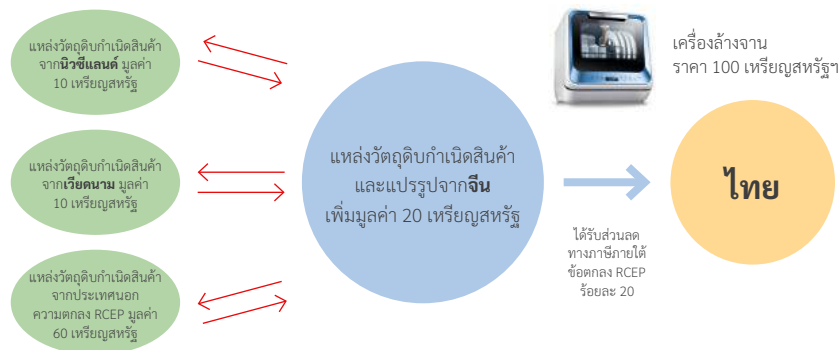 แหล่งวัตถุดิบกำเนิดสินค้า
จากนิวซีแลนด์ มูลค่า
10 เหรียญสหรัฐ
แหล่งวัตถุดิบกำเนิดสินค้า
จากเวียดนาม มูลค่า
10 เหรียญสหรัฐ
แหล่งวัตถุดิบกำเนิดสินค้า
จากประเทศนอก
ความตกลง RCEP มูลค่า
60 เหรียญสหรัฐ
แหล่งวัตถุดิบกำเนิดสินค้า
และแปรรูปจากจีน
เพิ่มมูลค่า 20 เหรียญสหรัฐ
เครื่องล้างจาน
ราคา 100 เหรียญสหรัฐฯ
ได้รับส่วนลด
ทางภาษีภายใต้
ข้อตกลง RCEP
ร้อยละ 20
ไทย